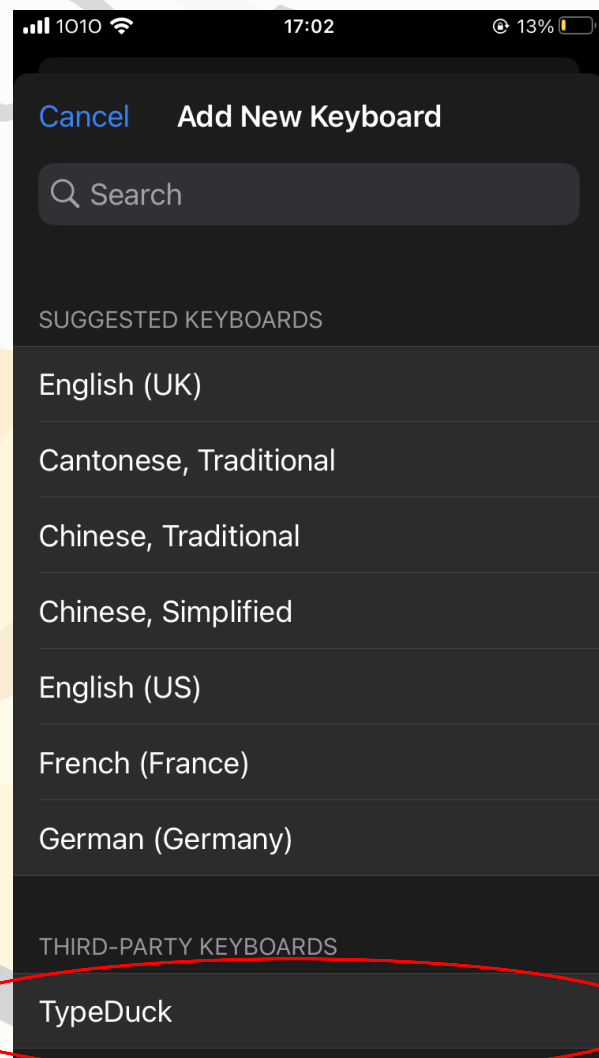 1010 17:02 13%
Cancel Add New Keyboard
Search
SUGGESTED KEYBOARDS
English (UK)
Cantonese, Traditional
Chinese, Traditional
Chinese, Simplified
English (US)
French (France)
German (Germany)
THIRD-PARTY KEYBOARDS
TypeDuck